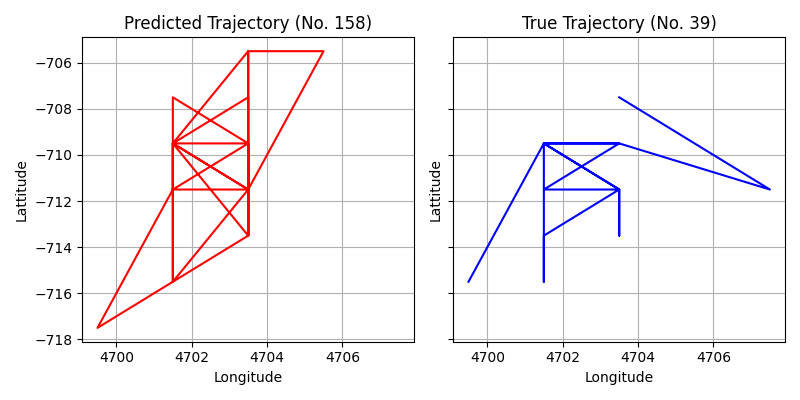 Predicted Trajectory (No. 158)
True Trajectory (No. 39)
Lattitude
−706
−708
−710
−712
−714
−716
−718
4700
4702
4704
4706
Longitude
Lattitude
4700
4702
4704
4706
Longitude